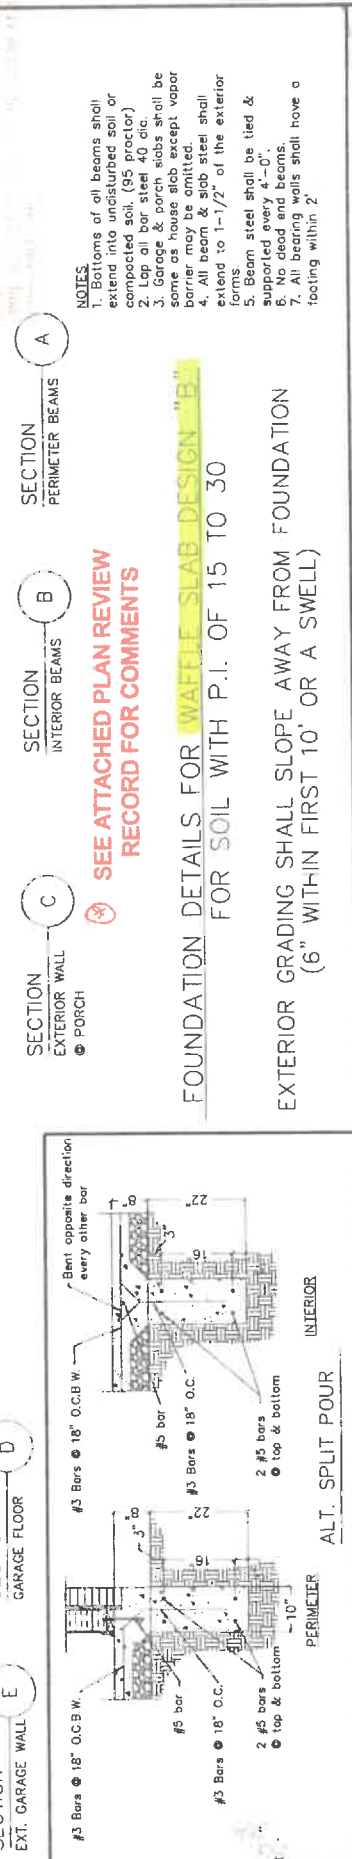 SECTION
EXT. GARAGE WALL
E
D
GARAGE FLOOR
SECTION
EXTERIOR WALL
@ PORCH
C
SECTION
INTERIOR BEAMS
B
SECTION
PERIMETER BEAMS
A
SEE ATTACHED PLAN REVIEW
RECORD FOR COMMENTS
NOTES
1. Bottoms of all beams shall
extend into undisturbed soil or
compacted soil. (95 proctor)
2. Lap all bar steel 40 dia.
3. Garage & porch slabs shall be
same as house slab except vapor
barrier may be omitted.
4. All beam & slab steel shall
extend to 1-1/2" of the exterior
forms.
5. Beam steel shall be tied &
supported every 4'-0".
6. No dead end beams.
7. All bearing walls shall have a
footing within 2'
FOUNDATION DETAILS FOR WAFFLE SLAB DESIGN "B"
FOR SOIL WITH P.I. OF 15 TO 30
EXTERIOR GRADING SHALL SLOPE AWAY FROM FOUNDATION
(6" WITHIN FIRST 10' OR A SWELL)
#3 Bars @ 18" O.C.B.W.
#5 bar
#3 Bars @ 18" O.C.
2 #5 bars
@ top & bottom
8"
3"
22"
16"
10"
PERIMETER
#3 Bars @ 18" O.C.B.W.
Bent opposite direction
every other bar
#5 bar
#3 Bars @ 18" O.C.
2 #5 bars
@ top & bottom
8"
3"
22"
16"
INTERIOR
ALT. SPLIT POUR